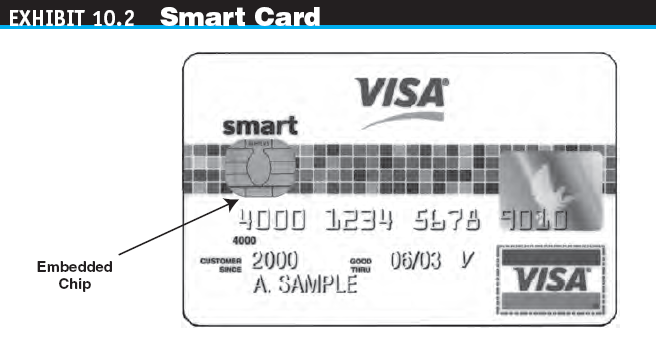 EXHIBIT 10.2 Smart Card
VISA
smart
4000 1234 5678 9010
4000
CUSTOMER SINCE 2000 GOOD THRU 06/03 V
A. SAMPLE
VISA
Embedded
Chip